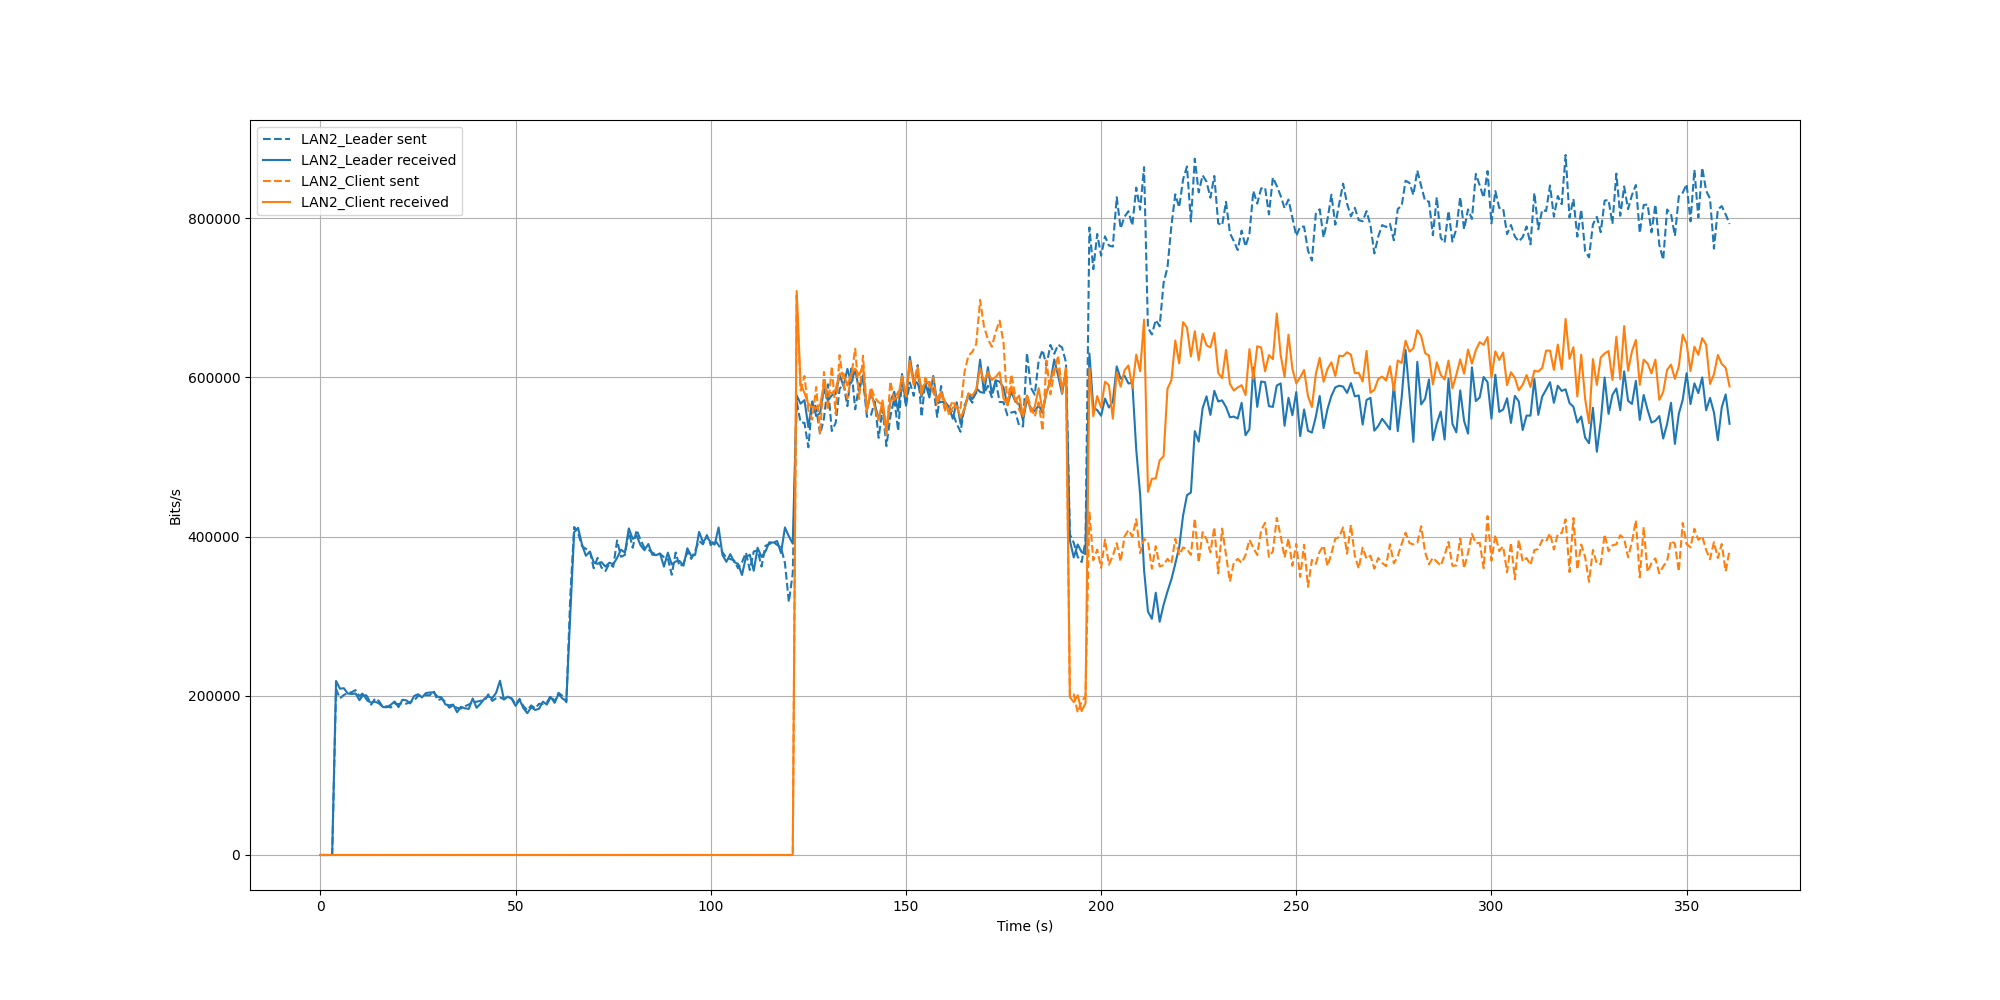 LAN2_Leader sent
LAN2_Leader received
LAN2_Client sent
LAN2_Client received
800000
600000
400000
200000
0
Bits/s
0 50 100 150 200 250 300 350
Time (s)